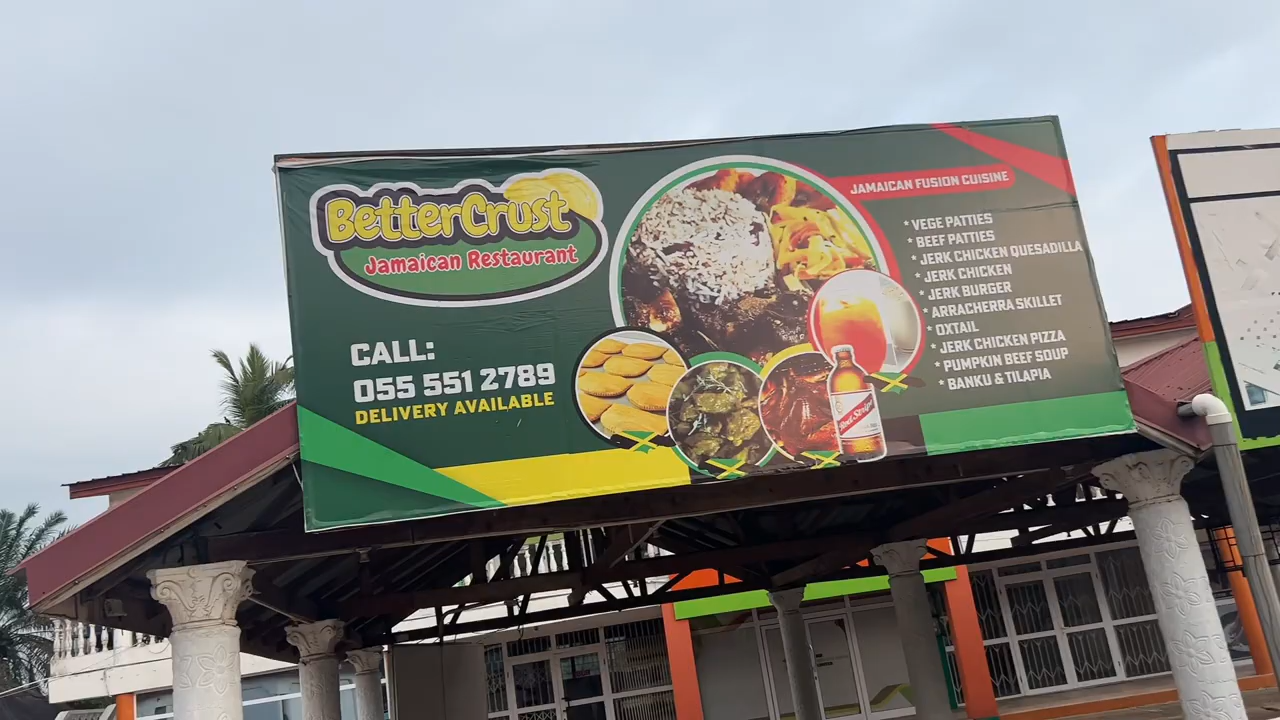 BetterCrust
Jamaican Restaurant
CALL:
055 551 2789
DELIVERY AVAILABLE
JAMAICAN FUSION CUISINE
* VEGE PATTIES
* BEEF PATTIES
* JERK CHICKEN QUESADILLA
* JERK CHICKEN
* JERK BURGER
* ARRACHERRA SKILLET
* OXTAIL
* JERK CHICKEN PIZZA
* PUMPKIN BEEF SOUP
* BANKU & TILAPIA
Red Stripe